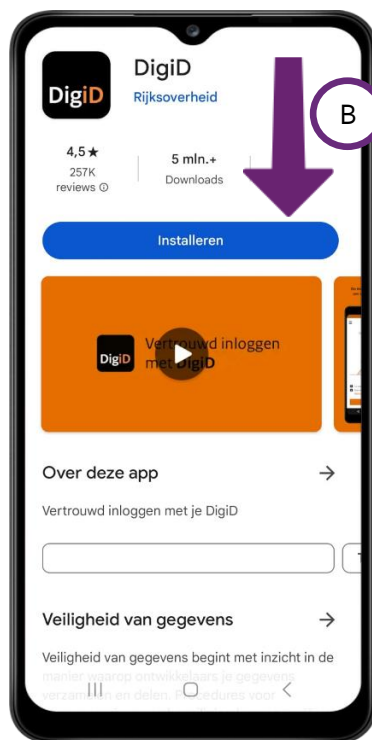 DigiD
DigiD
Rijksoverheid
B
4,5★
257K
reviews
5 mln.+
Downloads
Installeren
DigiD
Vertrouwd inloggen
met DigiD
Over deze app
Vertrouwd inloggen met je DigiD
Veiligheid van gegevens
Veiligheid van gegevens begint met inzicht in de
manier waarop ontwikkelaars je gegevens
verzamelen en delen. Procedures voor